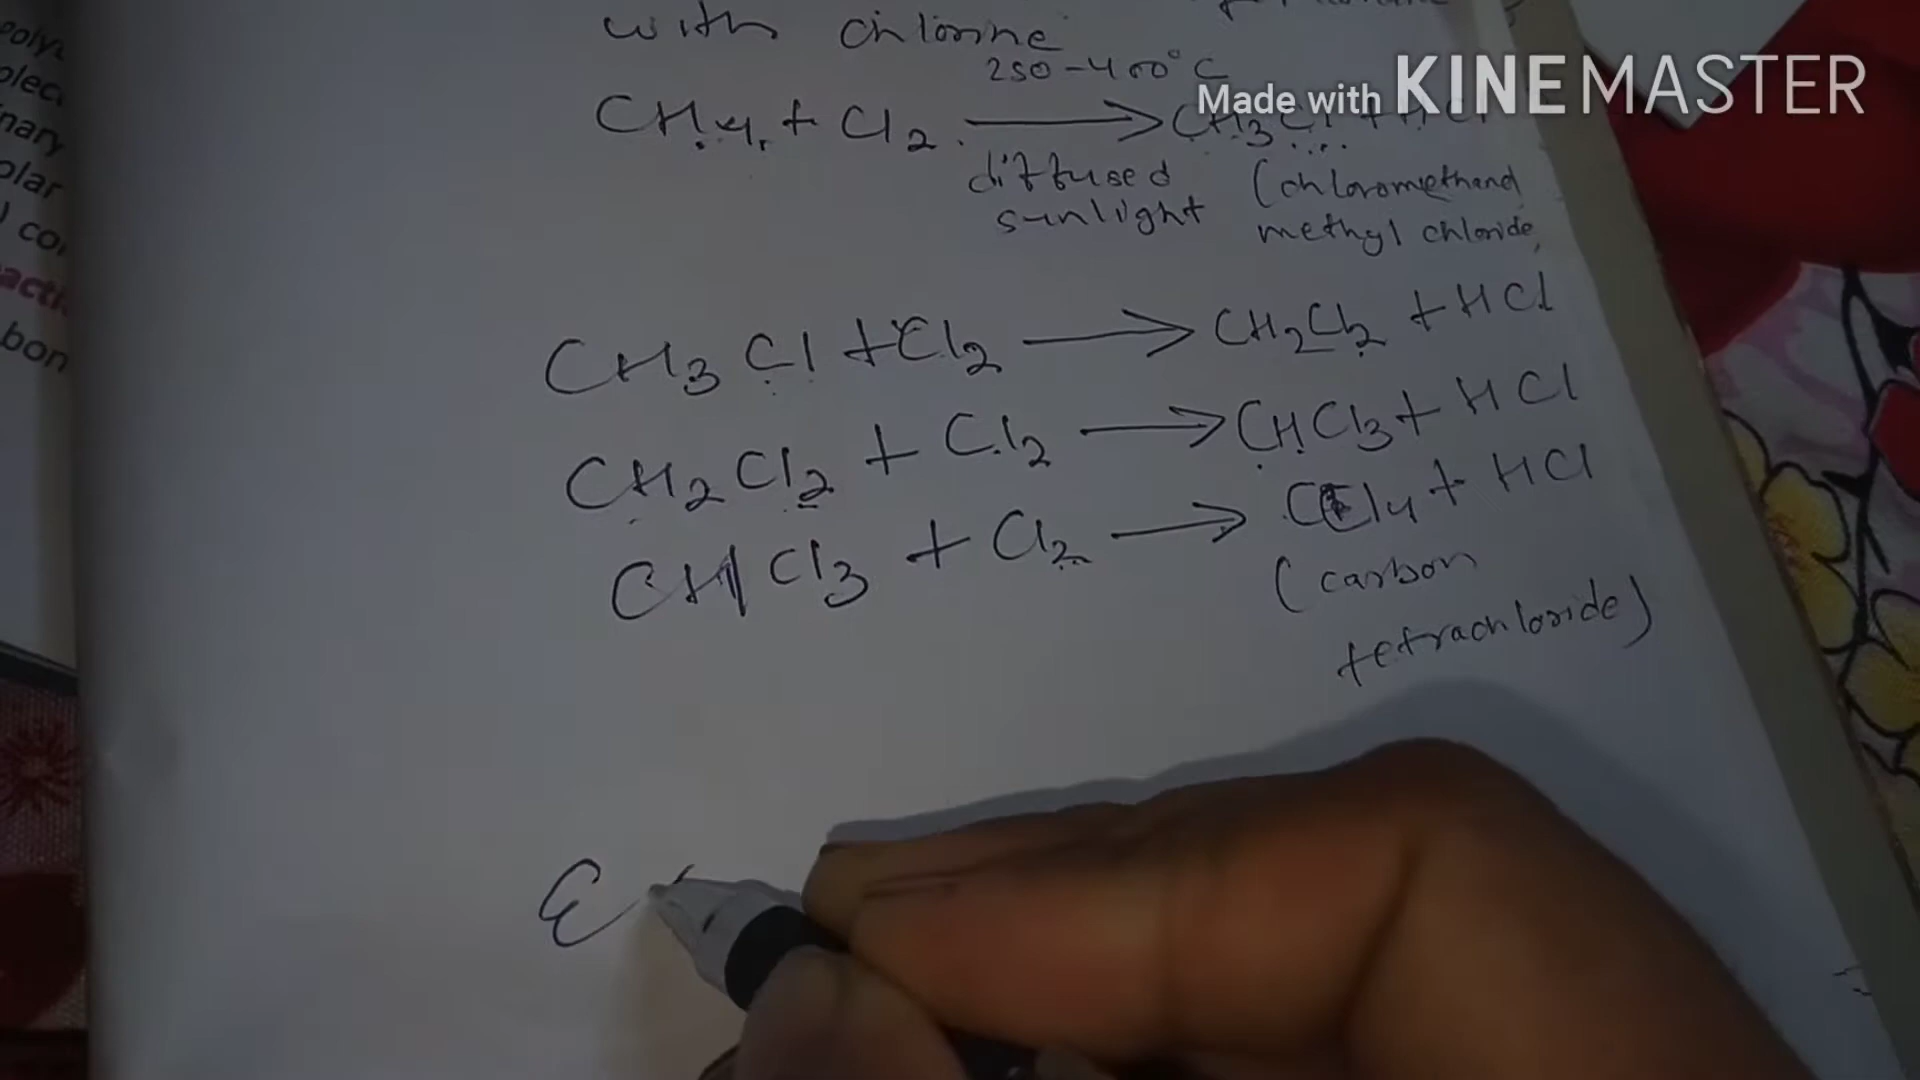 with chlorine
250-400°C
Made with KINEMASTER
CH4 + Cl2 → CH3Cl + HCl
diffused
sunlight
(chloromethane
methyl chloride
CH3Cl + Cl2 → CH2Cl2 + HCl
CH2Cl2 + Cl2 → CHCl3 + HCl
CHCl3 + Cl2 → CCl4 + HCl
(carbon
tetrachloride)
bon